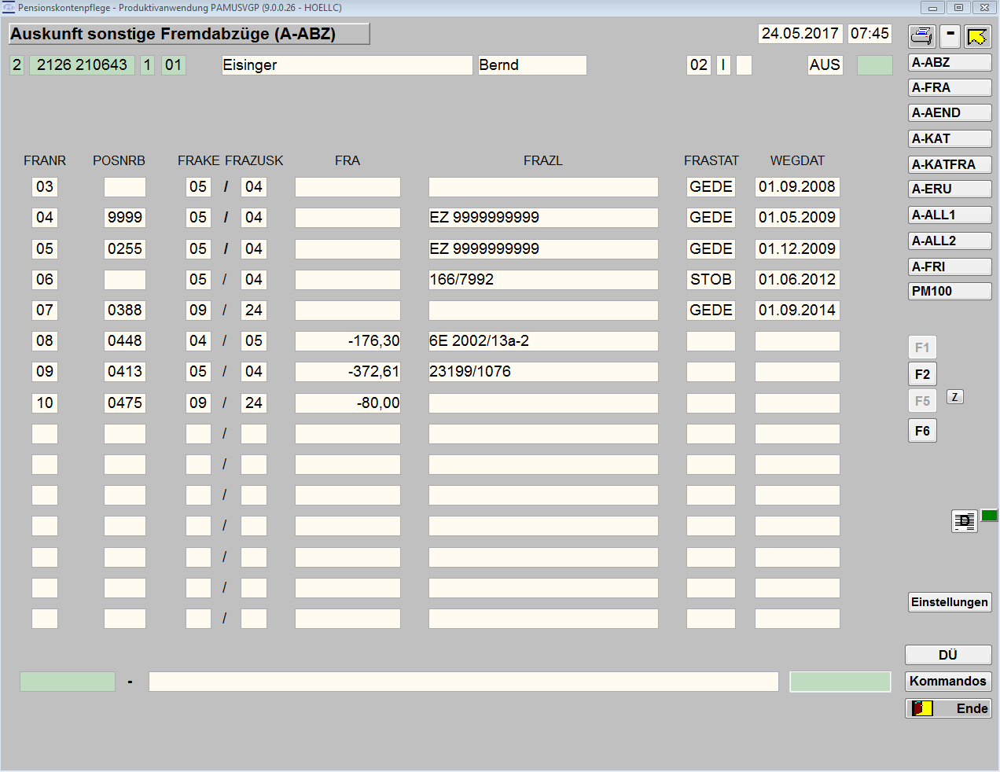 Pensionskontenpflege - Produktivanwendung PAMUSVGP (9.0.0.26 - HOELLC)
Auskunft sonstige Fremdabzüge (A-ABZ) 24.05.2017 07:45 -
2 2126 210643 1 01 Eisinger Bernd 02 I AUS
A-ABZ
A-FRA
A-AEND
A-KAT
A-KATFRA
A-ERU
A-ALL1
A-ALL2
A-FRI
PM100
FRANR POSNRB FRAKE FRAZUSK FRA FRAZL FRASTAT WEGDAT
03 05 / 04 GEDE 01.09.2008
04 9999 05 / 04 EZ 9999999999 GEDE 01.05.2009
05 0255 05 / 04 EZ 9999999999 GEDE 01.12.2009
06 05 / 04 166/7992 STOB 01.06.2012
07 0388 09 / 24 GEDE 01.09.2014
08 0448 04 / 05 -176,30 6E 2002/13a-2
09 0413 05 / 04 -372,61 23199/1076
10 0475 09 / 24 -80,00
/
/
/
/
/
/
/
F1
F2
F5 Z
F6
D
Einstellungen
DÜ
-
Kommandos
Ende